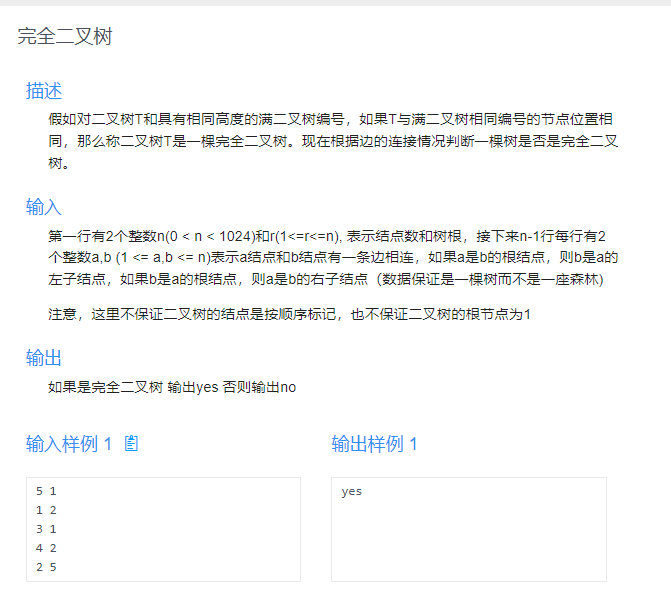 完全二叉树
描述
假如对二叉树T和具有相同高度的满二叉树编号，如果T与满二叉树相同编号的节点位置相
同，那么称二叉树T是一棵完全二叉树。现在根据边的连接情况判断一棵树是否是完全二叉
树。
输入
第一行有2个整数n(0 < n < 1024)和r(1<=r<=n), 表示结点数和树根，接下来n-1行每行有2
个整数a,b (1 <= a,b <= n)表示a结点和b结点有一条边相连，如果a是b的根结点，则b是a的
左子结点，如果b是a的根结点，则a是b的右子结点（数据保证是一棵树而不是一座森林）
注意，这里不保证二叉树的结点是按顺序标记，也不保证二叉树的根节点为1
输出
如果是完全二叉树 输出yes 否则输出no
输入样例 1
5 1
1 2
3 1
4 2
2 5
输出样例 1
yes